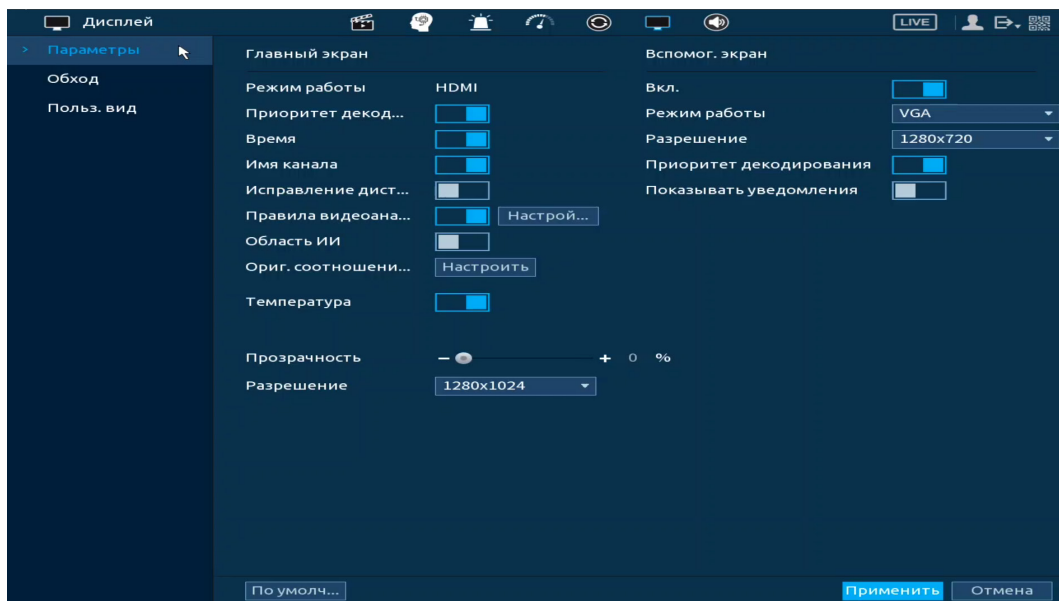 Дисплей
LIVE
Параметры
Обход
Польз. вид
Главный экран
Режим работы HDMI
Приоритет декод...
Время
Имя канала
Исправление дист...
Правила видеоана... Настрой...
Область ИИ
Ориг. соотношени... Настроить
Температура
Прозрачность − + 0 %
Разрешение 1280x1024
Вспомог. экран
Вкл.
Режим работы VGA
Разрешение 1280x720
Приоритет декодирования
Показывать уведомления
По умолч... Применить Отмена